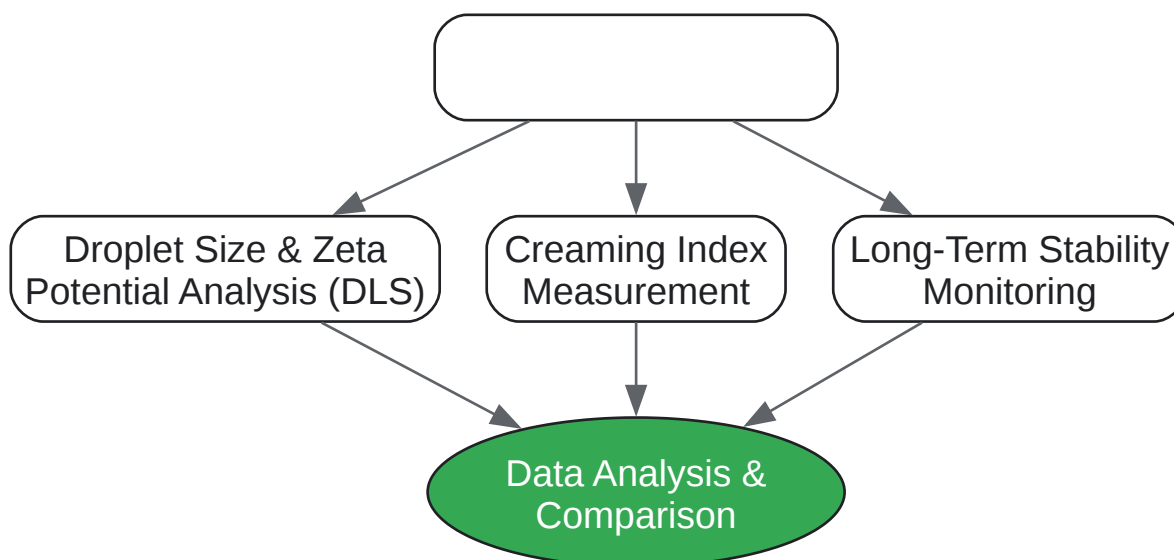 Droplet Size & Zeta
Potential Analysis (DLS)
Creaming Index
Measurement
Long-Term Stability
Monitoring
Data Analysis &
Comparison